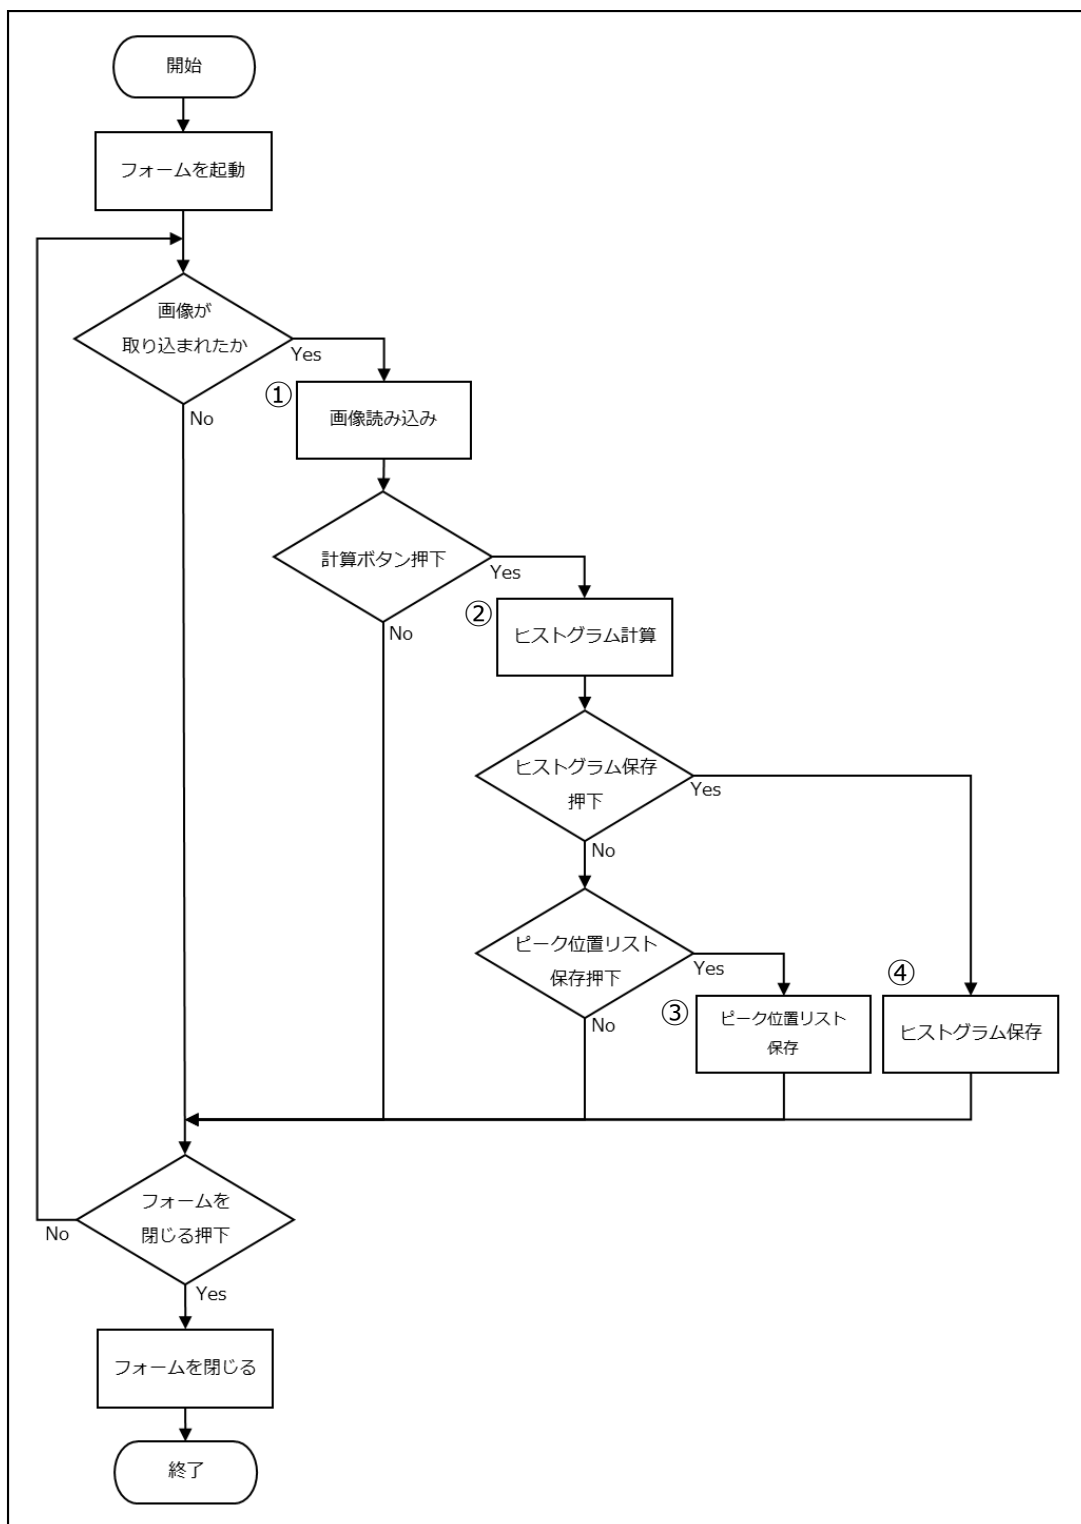 開始
フォームを起動
画像が
取り込まれたか
Yes
No
①
画像読み込み
計算ボタン押下
Yes
No
②
ヒストグラム計算
ヒストグラム保存
押下
Yes
No
ピーク位置リスト
保存押下
Yes
No
③
ピーク位置リスト
保存
④
ヒストグラム保存
フォームを
閉じる押下
No
Yes
フォームを閉じる
終了